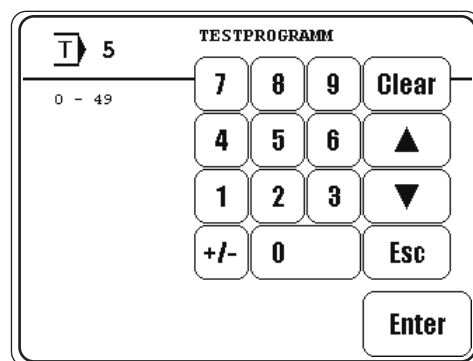 TESTPROGRAMM
T 5
0 - 49
7 8 9 Clear
4 5 6 ▲
1 2 3 ▼
+/- 0 Esc
Enter